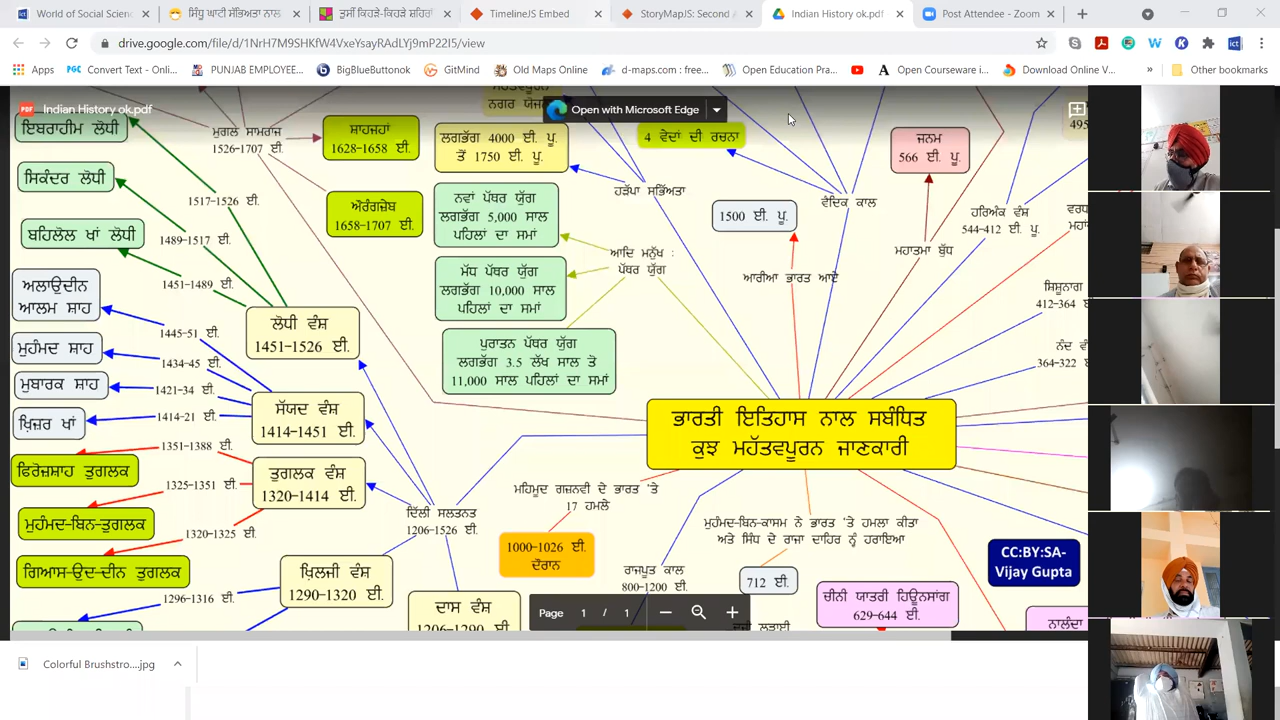 World of Social Scienc
ਸਿੰਧੂ ਘਾਟੀ ਸੱਭਿਅਤਾ ਨਾਲ
ਤੁਸੀਂ ਕਿਹੜੇ-ਕਿਹੜੇ ਸ਼ਹਿਰਾਂ
TimelineJS Embed
StoryMapJS: Second A
Indian History ok.pdf
Post Attendee - Zoom
drive.google.com/file/d/1NrH7M9SHKfW4VxeYsayRAdLYj9nP22I5/view
Apps
Convert Text - Onli...
PUNJAB EMPLOYEE...
BigBlueButtonok
GitMind
Old Maps Online
d-maps.com : free...
Open Education Pra...
Open Courseware i...
Download Online V...
Other bookmarks
Indian History ok.pdf
Open with Microsoft Edge
ਨਗਰ ਯੋਜ
ਇਬਰਾਹੀਮ ਲੋਧੀ
ਮੁਗਲ ਸਾਮਰਾਜ
1526-1707 ਈ.
ਸ਼ਾਹਜਹਾਂ
1628-1658 ਈ.
ਲਗਭੱਗ 4000 ਈ. ਪੂ.
ਤੋਂ 1750 ਈ. ਪੂ.
4 ਵੇਦਾਂ ਦੀ ਰਚਨਾ
ਜਨਮ
566 ਈ. ਪੂ.
495
ਸਿਕੰਦਰ ਲੋਧੀ
1517-1526 ਈ.
ਔਰੰਗਜ਼ੇਬ
1658-1707 ਈ.
ਨਵਾਂ ਪੱਥਰ ਯੁੱਗ
ਲਗਭੱਗ 5,000 ਸਾਲ
ਪਹਿਲਾਂ ਦਾ ਸਮਾਂ
ਹੜੱਪਾ ਸਭਿੱਅਤਾ
1500 ਈ. ਪੂ.
ਵੈਦਿਕ ਕਾਲ
ਹਰਿਅੰਕ ਵੰਸ਼
544-412 ਈ. ਪੂ.
ਵਰਧ
ਮਹਾਂ
ਬਹਿਲੋਲ ਖਾਂ ਲੋਧੀ
1489-1517 ਈ.
ਆਦਿ ਮਨੁੱਖ :
ਪੱਥਰ ਯੁੱਗ
ਮਹਾਤਮਾ ਬੁੱਧ
ਮੱਧ ਪੱਥਰ ਯੁੱਗ
ਲਗਭੱਗ 10,000 ਸਾਲ
ਪਹਿਲਾਂ ਦਾ ਸਮਾਂ
ਆਰੀਆ ਭਾਰਤ ਆਏ
ਅਲਾਉਦੀਨ
ਆਲਮ ਸ਼ਾਹ
1451-1489 ਈ.
ਸ਼ਿਸ਼ੂਨਾਗ
412-364 ਈ.
ਲੋਧੀ ਵੰਸ਼
1451-1526 ਈ.
1445-51 ਈ.
ਮੁਹੰਮਦ ਸ਼ਾਹ
1434-45 ਈ.
ਪੁਰਾਤਨ ਪੱਥਰ ਯੁੱਗ
ਲਗਭੱਗ 3.5 ਲੱਖ ਸਾਲ ਤੋ
11,000 ਸਾਲ ਪਹਿਲਾਂ ਦਾ ਸਮਾਂ
ਨੰਦ ਵੰ
364-322 ਈ.
ਮੁਬਾਰਕ ਸ਼ਾਹ
1421-34 ਈ.
ਸੱਯਦ ਵੰਸ਼
1414-1451 ਈ.
ਖ਼ਿਜ਼ਰ ਖਾਂ
1414-21 ਈ.
ਭਾਰਤੀ ਇਤਿਹਾਸ ਨਾਲ ਸਬੰਧਿਤ
ਕੁਝ ਮਹੱਤਵਪੂਰਨ ਜਾਣਕਾਰੀ
1351-1388 ਈ.
ਫਿਰੋਜ਼ਸ਼ਾਹ ਤੁਗਲਕ
1325-1351 ਈ.
ਤੁਗਲਕ ਵੰਸ਼
1320-1414 ਈ.
ਮਹਿਮੂਦ ਗਜ਼ਨਵੀ ਦੇ ਭਾਰਤ 'ਤੇ
17 ਹਮਲੇ
ਮੁਹੰਮਦ-ਬਿਨ-ਤੁਗਲਕ
1320-1325 ਈ.
ਦਿੱਲੀ ਸਲਤਨਤ
1206-1526 ਈ.
ਮੁਹੰਮਦ-ਬਿਨ-ਕਾਸਮ ਨੇ ਭਾਰਤ 'ਤੇ ਹਮਲਾ ਕੀਤਾ
ਅਤੇ ਸਿੰਧ ਦੇ ਰਾਜਾ ਦਾਹਿਰ ਨੂੰ ਹਰਾਇਆ
1000-1026 ਈ.
ਦੌਰਾਨ
CC:BY:SA-
Vijay Gupta
ਗਿਆਸ-ਉਦ-ਦੀਨ ਤੁਗਲਕ
ਖ਼ਿਲਜੀ ਵੰਸ਼
1290-1320 ਈ.
ਰਾਜਪੂਤ ਕਾਲ
800-1200 ਈ.
712 ਈ.
1296-1316 ਈ.
ਚੀਨੀ ਯਾਤਰੀ ਹਿਊਨਸਾਂਗ
629-644 ਈ.
ਦਾਸ ਵੰਸ਼
1206-1290 ਈ.
Page 1 / 1
ਨਾਲੰਦਾ
Colorful Brushstro....jpg